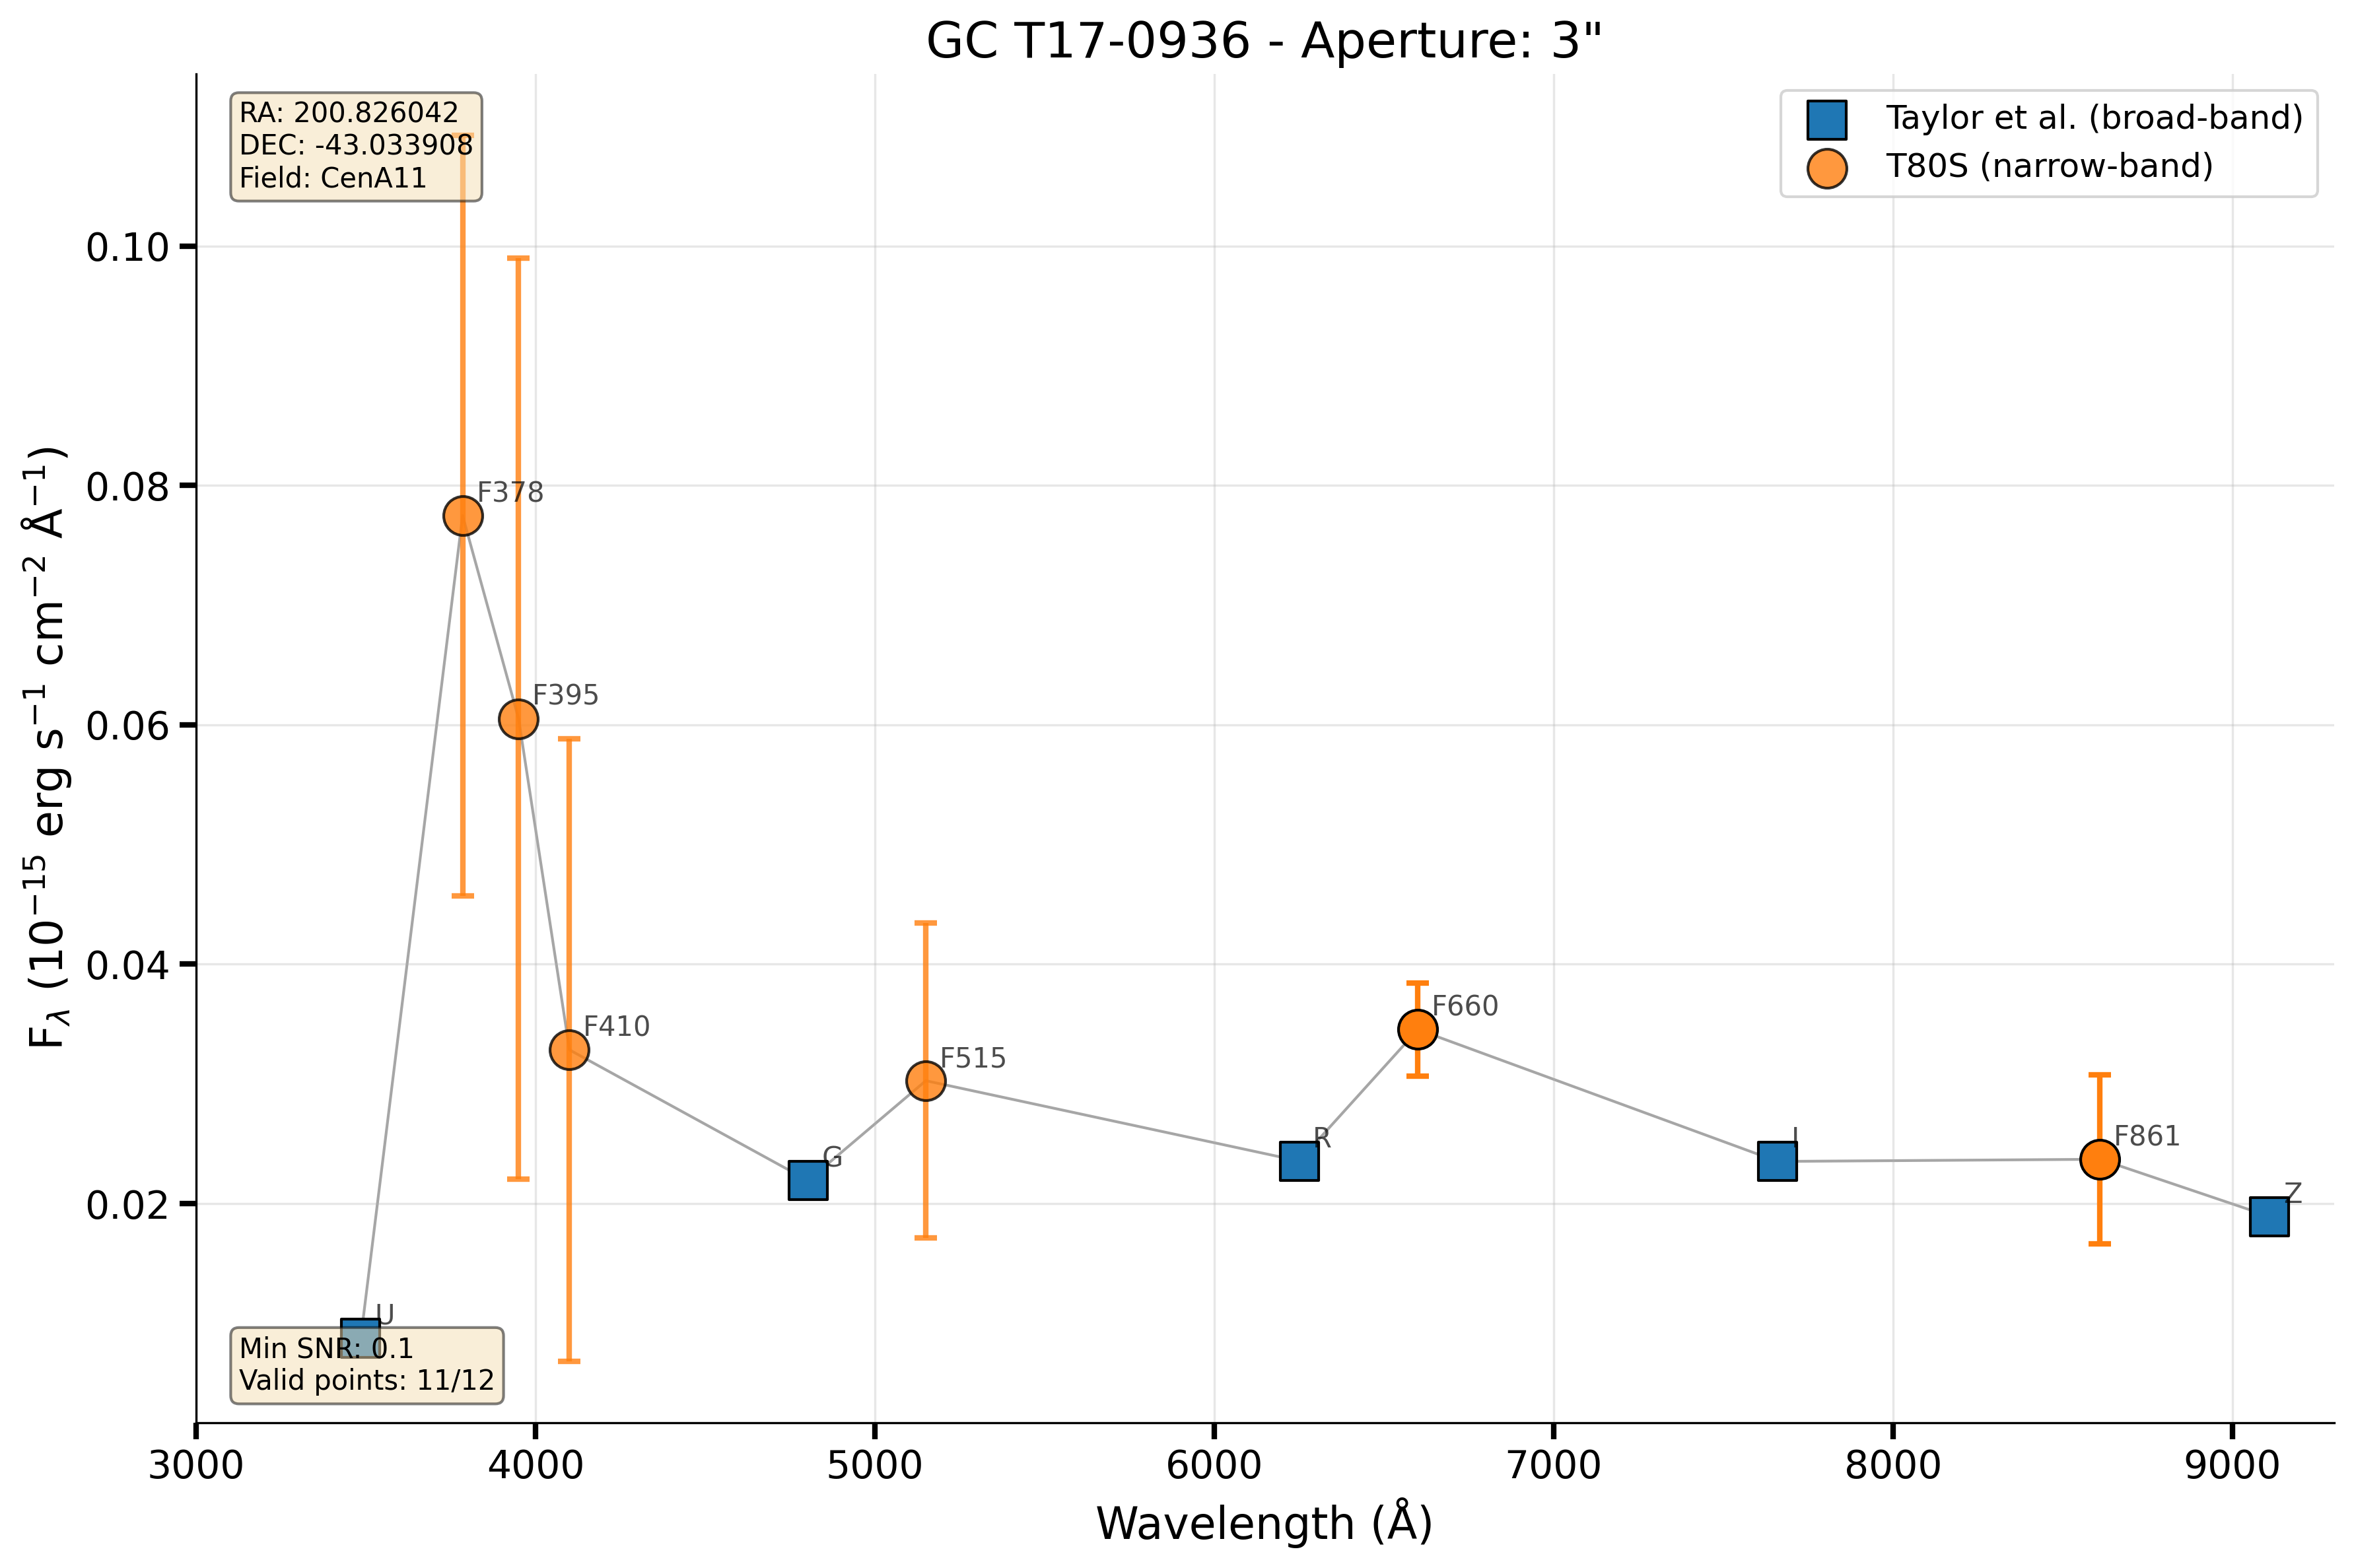 GC T17-0936 - Aperture: 3"
RA: 200.826042
DEC: -43.033908
Field: CenA11
Taylor et al. (broad-band)
T80S (narrow-band)
F_λ (10⁻¹⁵ erg s⁻¹ cm⁻² Å⁻¹)
0.10
0.08
0.06
0.04
0.02
F378
F395
F410
F515
F660
F861
U
G
R
I
Z
Min SNR: 0.1
Valid points: 11/12
3000 4000 5000 6000 7000 8000 9000
Wavelength (Å)